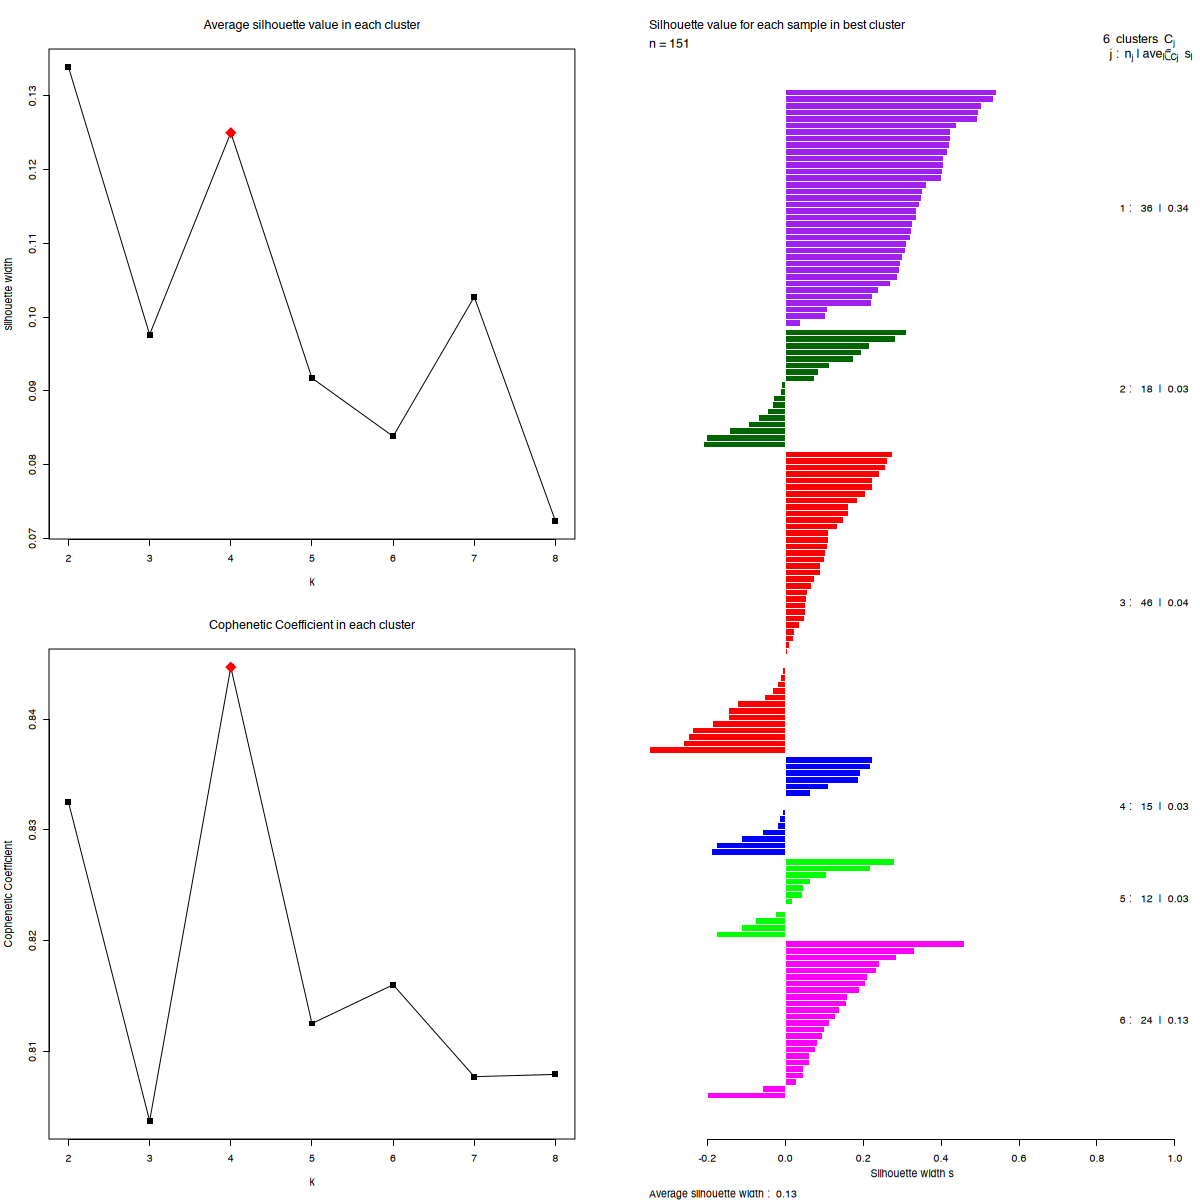 Average silhouette value in each cluster
silhouette width
0.13
0.12
0.11
0.10
0.09
0.08
0.07
2 3 4 5 6 7 8
k
Cophenetic Coefficient in each cluster
Cophenetic Coefficient
0.84
0.83
0.82
0.81
2 3 4 5 6 7 8
k
Silhouette value for each sample in best cluster
n = 151
6 clusters Cj
j : nj | avei∈Cj si
1 : 36 | 0.34
2 : 18 | 0.03
3 : 46 | 0.04
4 : 15 | 0.03
5 : 12 | 0.03
6 : 24 | 0.13
-0.2 0.0 0.2 0.4 0.6 0.8 1.0
Silhouette width s
Average silhouette width : 0.13